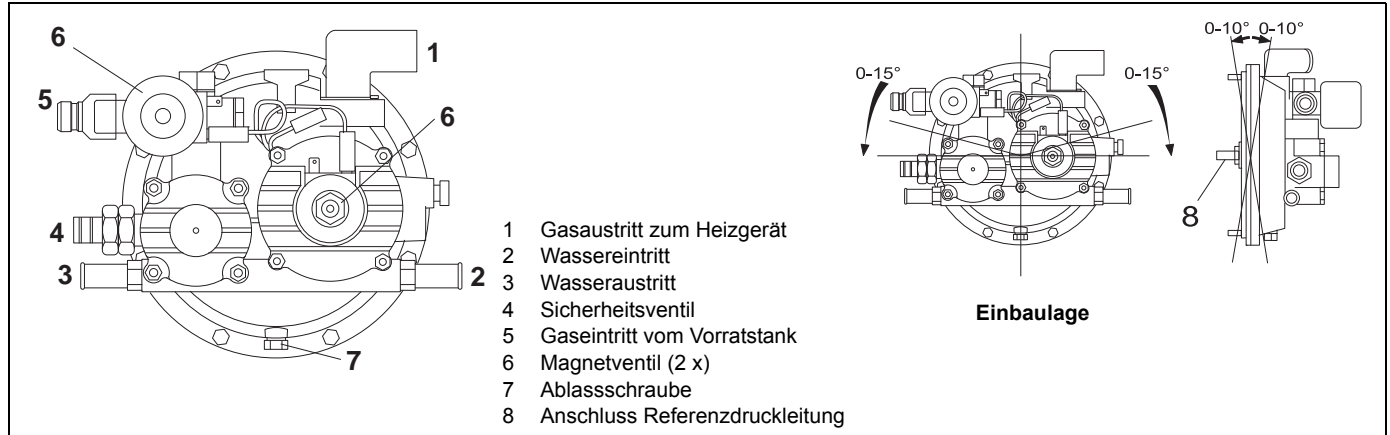 6
1
5
6
4
3
2
7
1 Gasaustritt zum Heizgerät
2 Wassereintritt
3 Wasseraustritt
4 Sicherheitsventil
5 Gaseintritt vom Vorratstank
6 Magnetventil (2 x)
7 Ablassschraube
8 Anschluss Referenzdruckleitung
0-15°
0-15°
0-10° 0-10°
8
Einbaulage